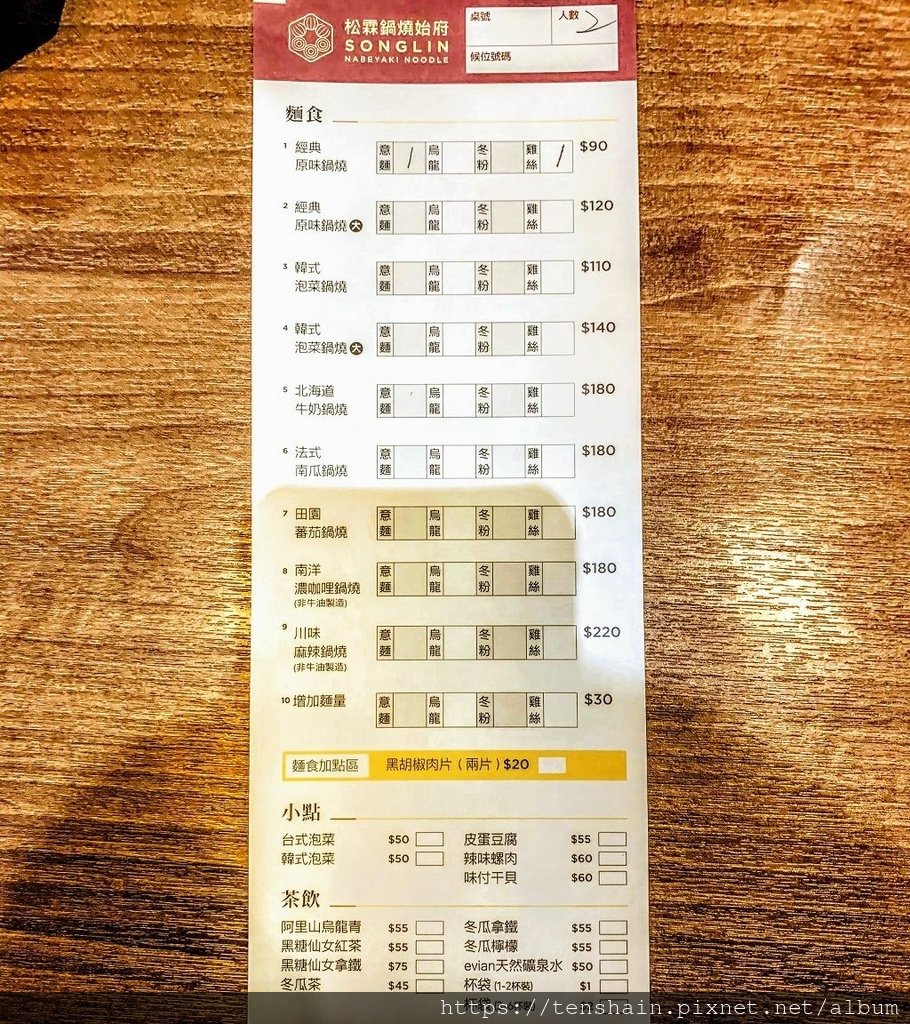 松霖鍋燒始府
SONGLIN
NABEYAKI NOODLE
桌號
人數 2
候位號碼
麵食
1 經典 原味鍋燒 意麵 / 烏龍 冬粉 雞絲 / $90
2 經典 原味鍋燒 大 意麵 烏龍 冬粉 雞絲 $120
3 韓式 泡菜鍋燒 意麵 烏龍 冬粉 雞絲 $110
4 韓式 泡菜鍋燒 大 意麵 烏龍 冬粉 雞絲 $140
5 北海道 牛奶鍋燒 意麵 烏龍 冬粉 雞絲 $180
6 法式 南瓜鍋燒 意麵 烏龍 冬粉 雞絲 $180
7 田園 蕃茄鍋燒 意麵 烏龍 冬粉 雞絲 $180
8 南洋 濃咖哩鍋燒 (非牛油製造) 意麵 烏龍 冬粉 雞絲 $180
9 川味 麻辣鍋燒 (非牛油製造) 意麵 烏龍 冬粉 雞絲 $220
10 增加麵量 意麵 烏龍 冬粉 雞絲 $30
麵食加點區 黑胡椒肉片 (兩片) $20
小點
台式泡菜 $50 皮蛋豆腐 $55
韓式泡菜 $50 辣味螺肉 $60
味付干貝 $60
茶飲
阿里山烏龍青 $55 冬瓜拿鐵 $55
黑糖仙女紅茶 $55 冬瓜檸檬 $55
黑糖仙女拿鐵 $75 evian天然礦泉水 $50
冬瓜茶 $45 杯袋 (1-2杯裝) $1
杯袋
https://tenshain.pixnet.net/album